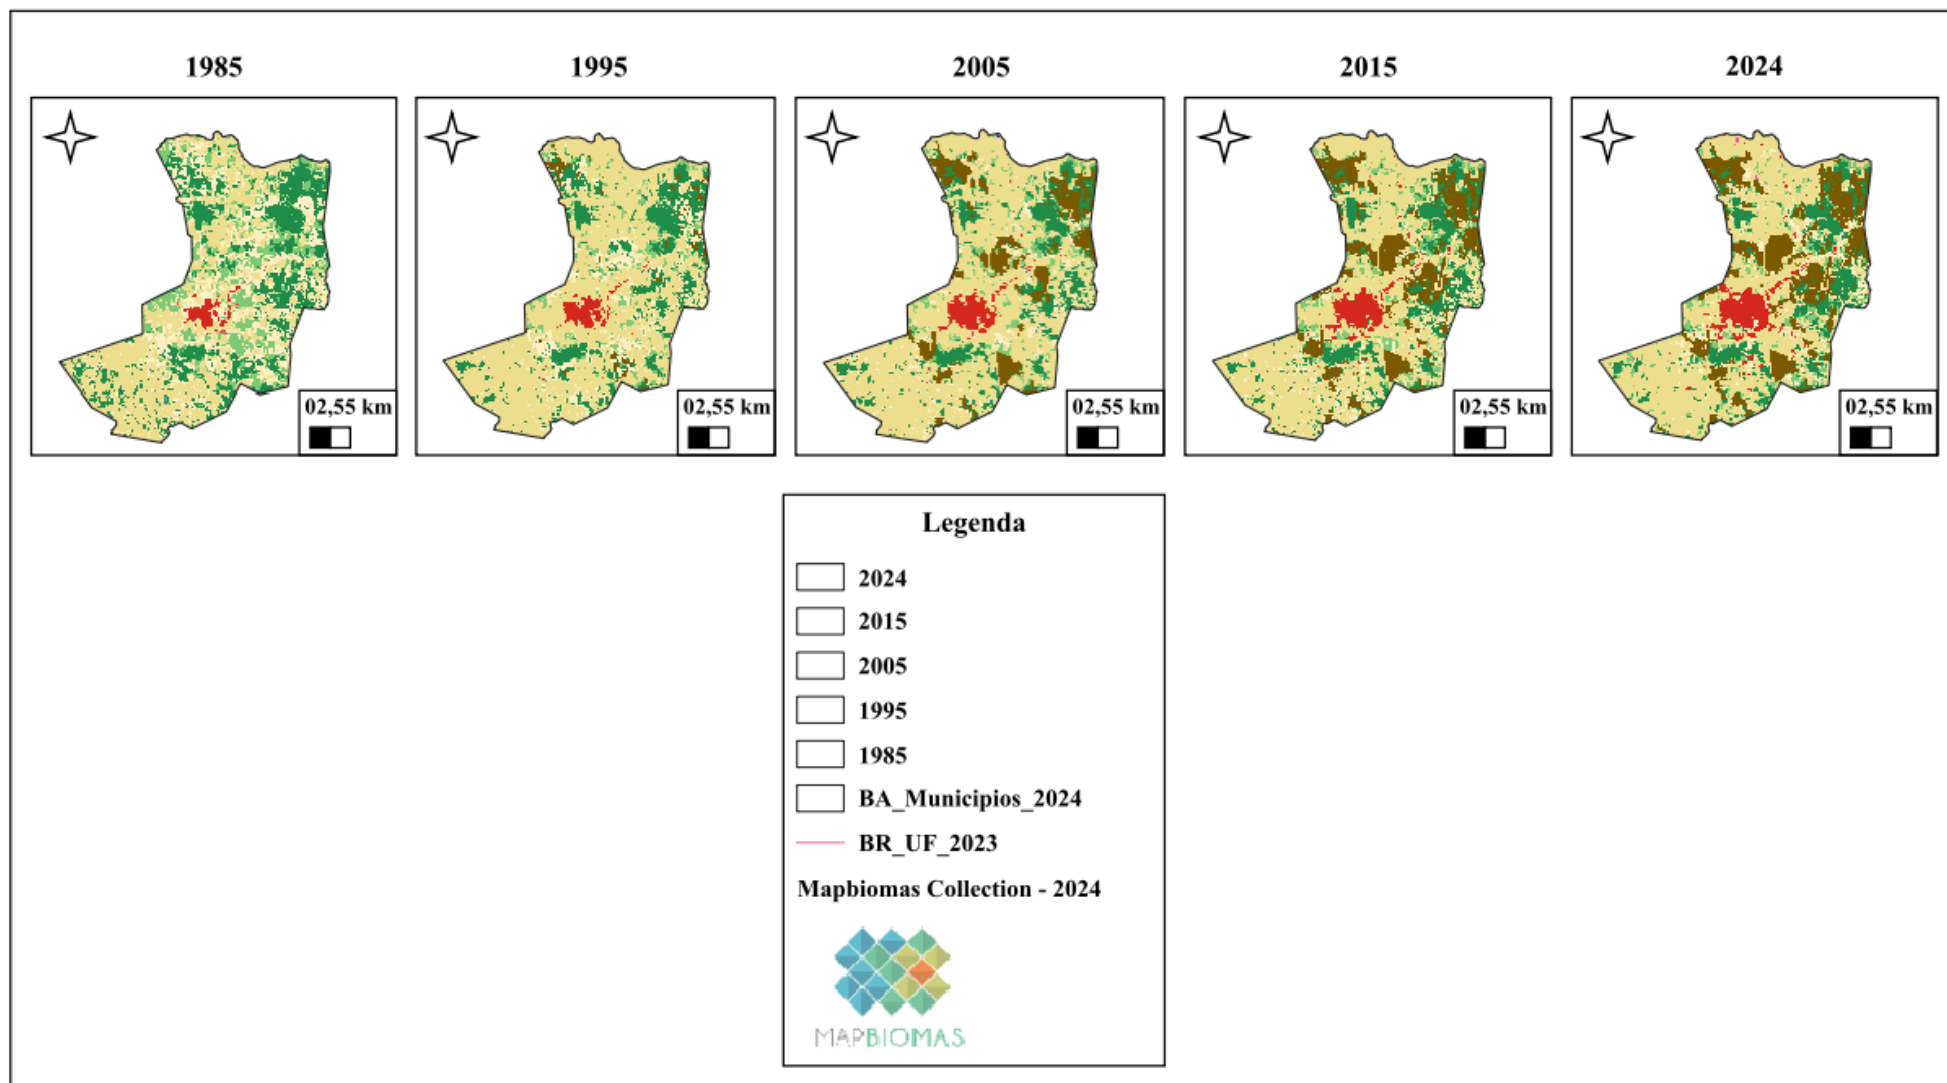 1985
1995
2005
2015
2024
02,55 km
02,55 km
02,55 km
02,55 km
02,55 km
Legenda
2024
2015
2005
1995
1985
BA_Municipios_2024
BR_UF_2023
Mapbiomas Collection - 2024
MAPBIOMAS